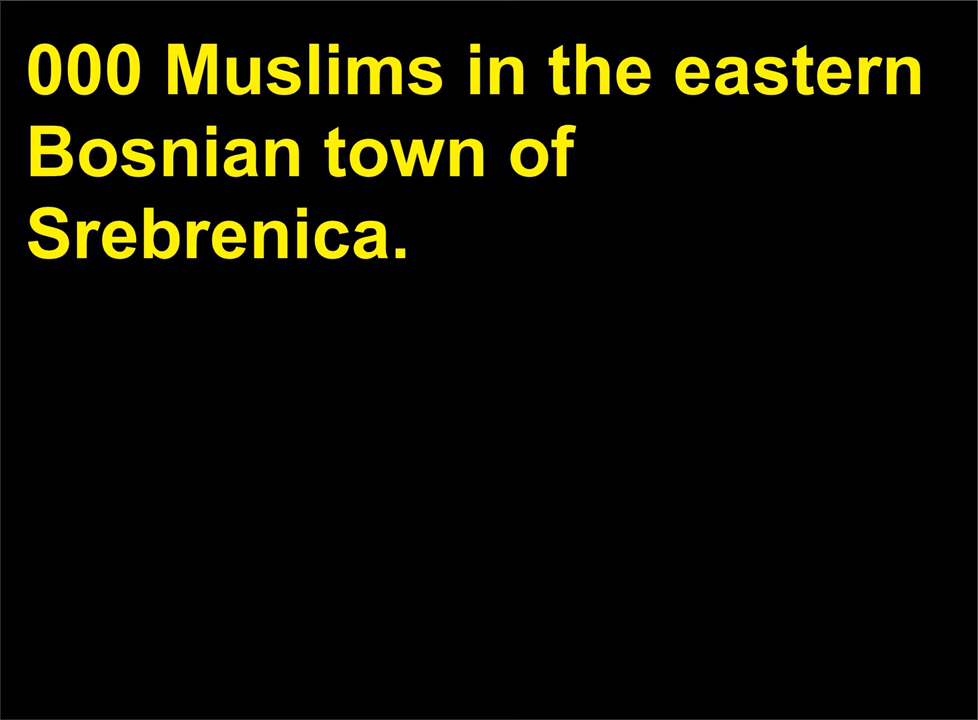 000 Muslims in the eastern
Bosnian town of
Srebrenica.